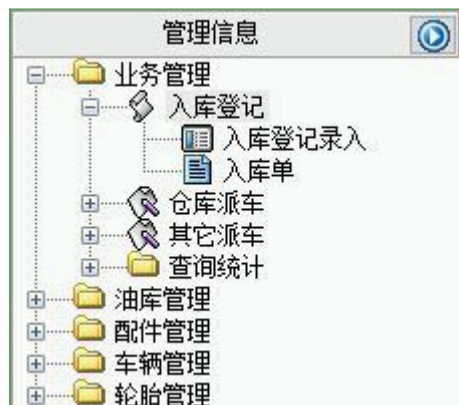 管理信息
业务管理
入库登记
入库登记录入
入库单
仓库派车
其它派车
查询统计
油库管理
配件管理
车辆管理
轮胎管理